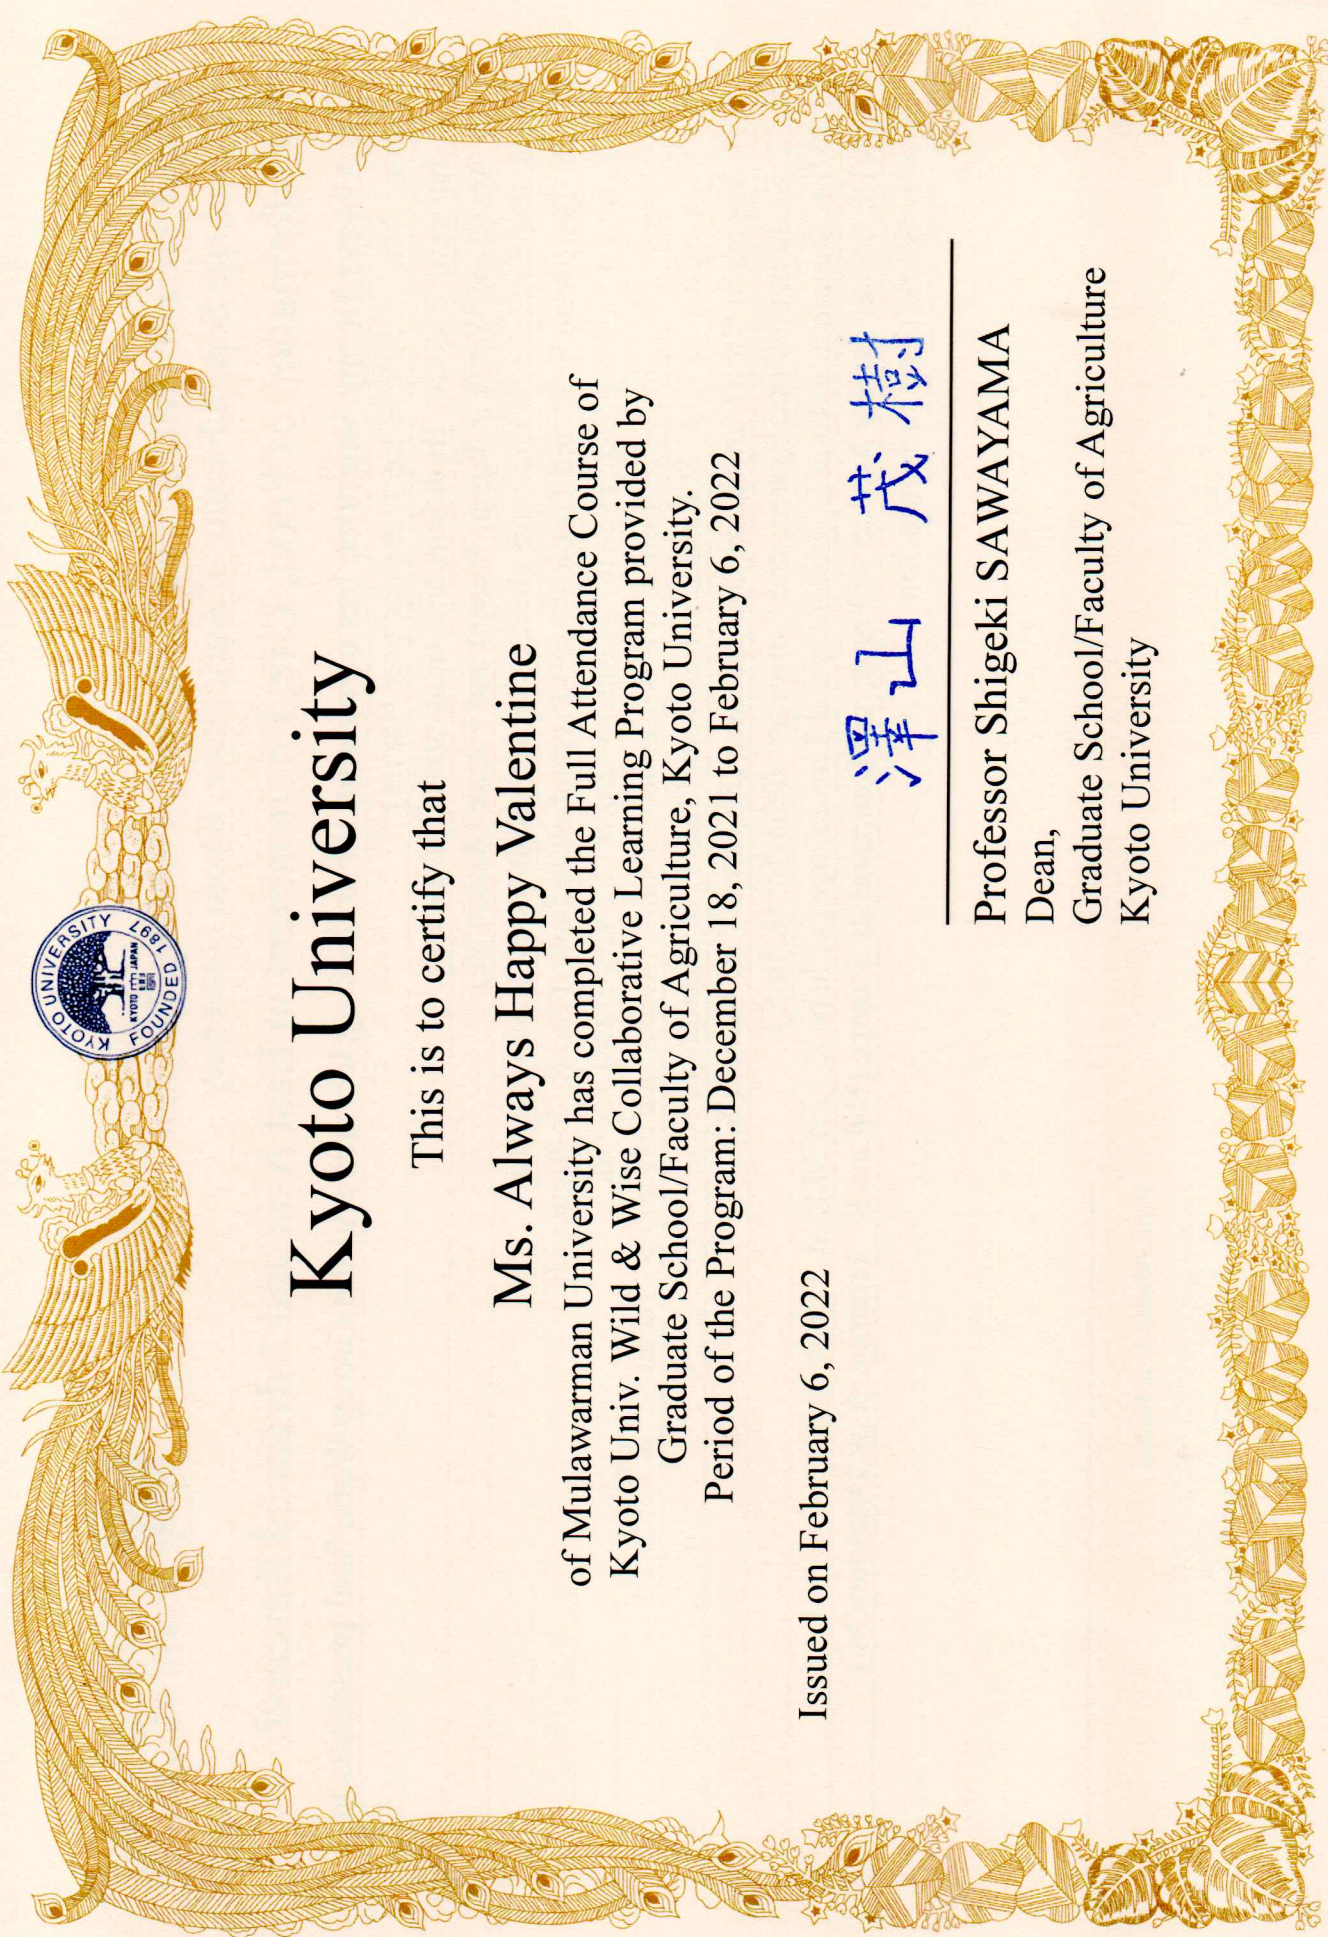 KYOTO UNIVERSITY
FOUNDED 1897
KYOTO JAPAN
Kyoto University
This is to certify that
Ms. Always Happy Valentine
of Mulawarman University has completed the Full Attendance Course of
Kyoto Univ. Wild & Wise Collaborative Learning Program provided by
Graduate School/Faculty of Agriculture, Kyoto University.
Period of the Program: December 18, 2021 to February 6, 2022
Issued on February 6, 2022
澤山 茂樹
Professor Shigeki SAWAYAMA
Dean,
Graduate School/Faculty of Agriculture
Kyoto University